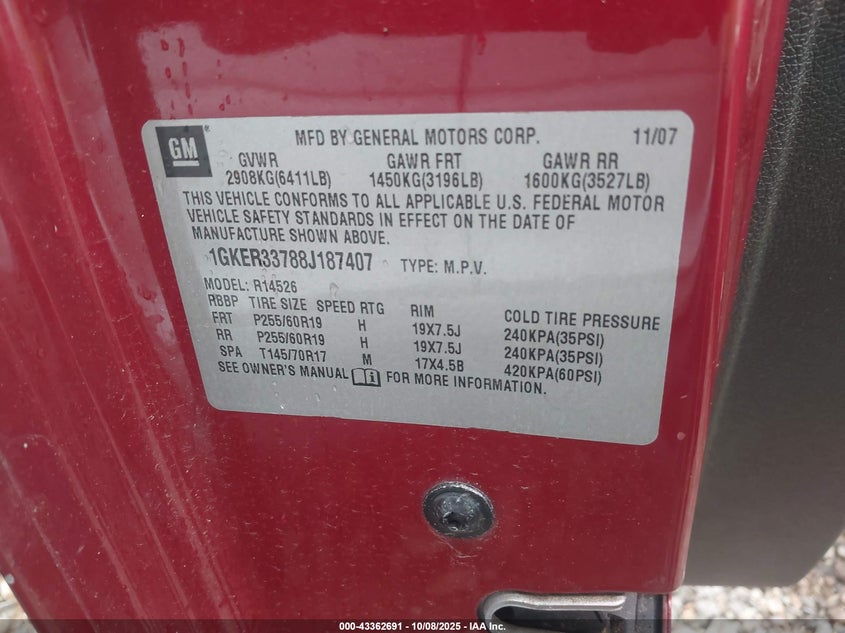 GM
MFD BY GENERAL MOTORS CORP. 11/07
GVWR GAWR FRT GAWR RR
2908KG(6411LB) 1450KG(3196LB) 1600KG(3527LB)
THIS VEHICLE CONFORMS TO ALL APPLICABLE U.S. FEDERAL MOTOR
VEHICLE SAFETY STANDARDS IN EFFECT ON THE DATE OF
MANUFACTURE SHOWN ABOVE.
1GKER33788J187407 TYPE: M.P.V.
MODEL: R14526
RBBP TIRE SIZE SPEED RTG RIM COLD TIRE PRESSURE
FRT P255/60R19 H 19X7.5J 240KPA(35PSI)
RR P255/60R19 H 19X7.5J 240KPA(35PSI)
SPA T145/70R17 M 17X4.5B 420KPA(60PSI)
SEE OWNER'S MANUAL FOR MORE INFORMATION.
000-43362691 - 10/08/2025 - IAA Inc.